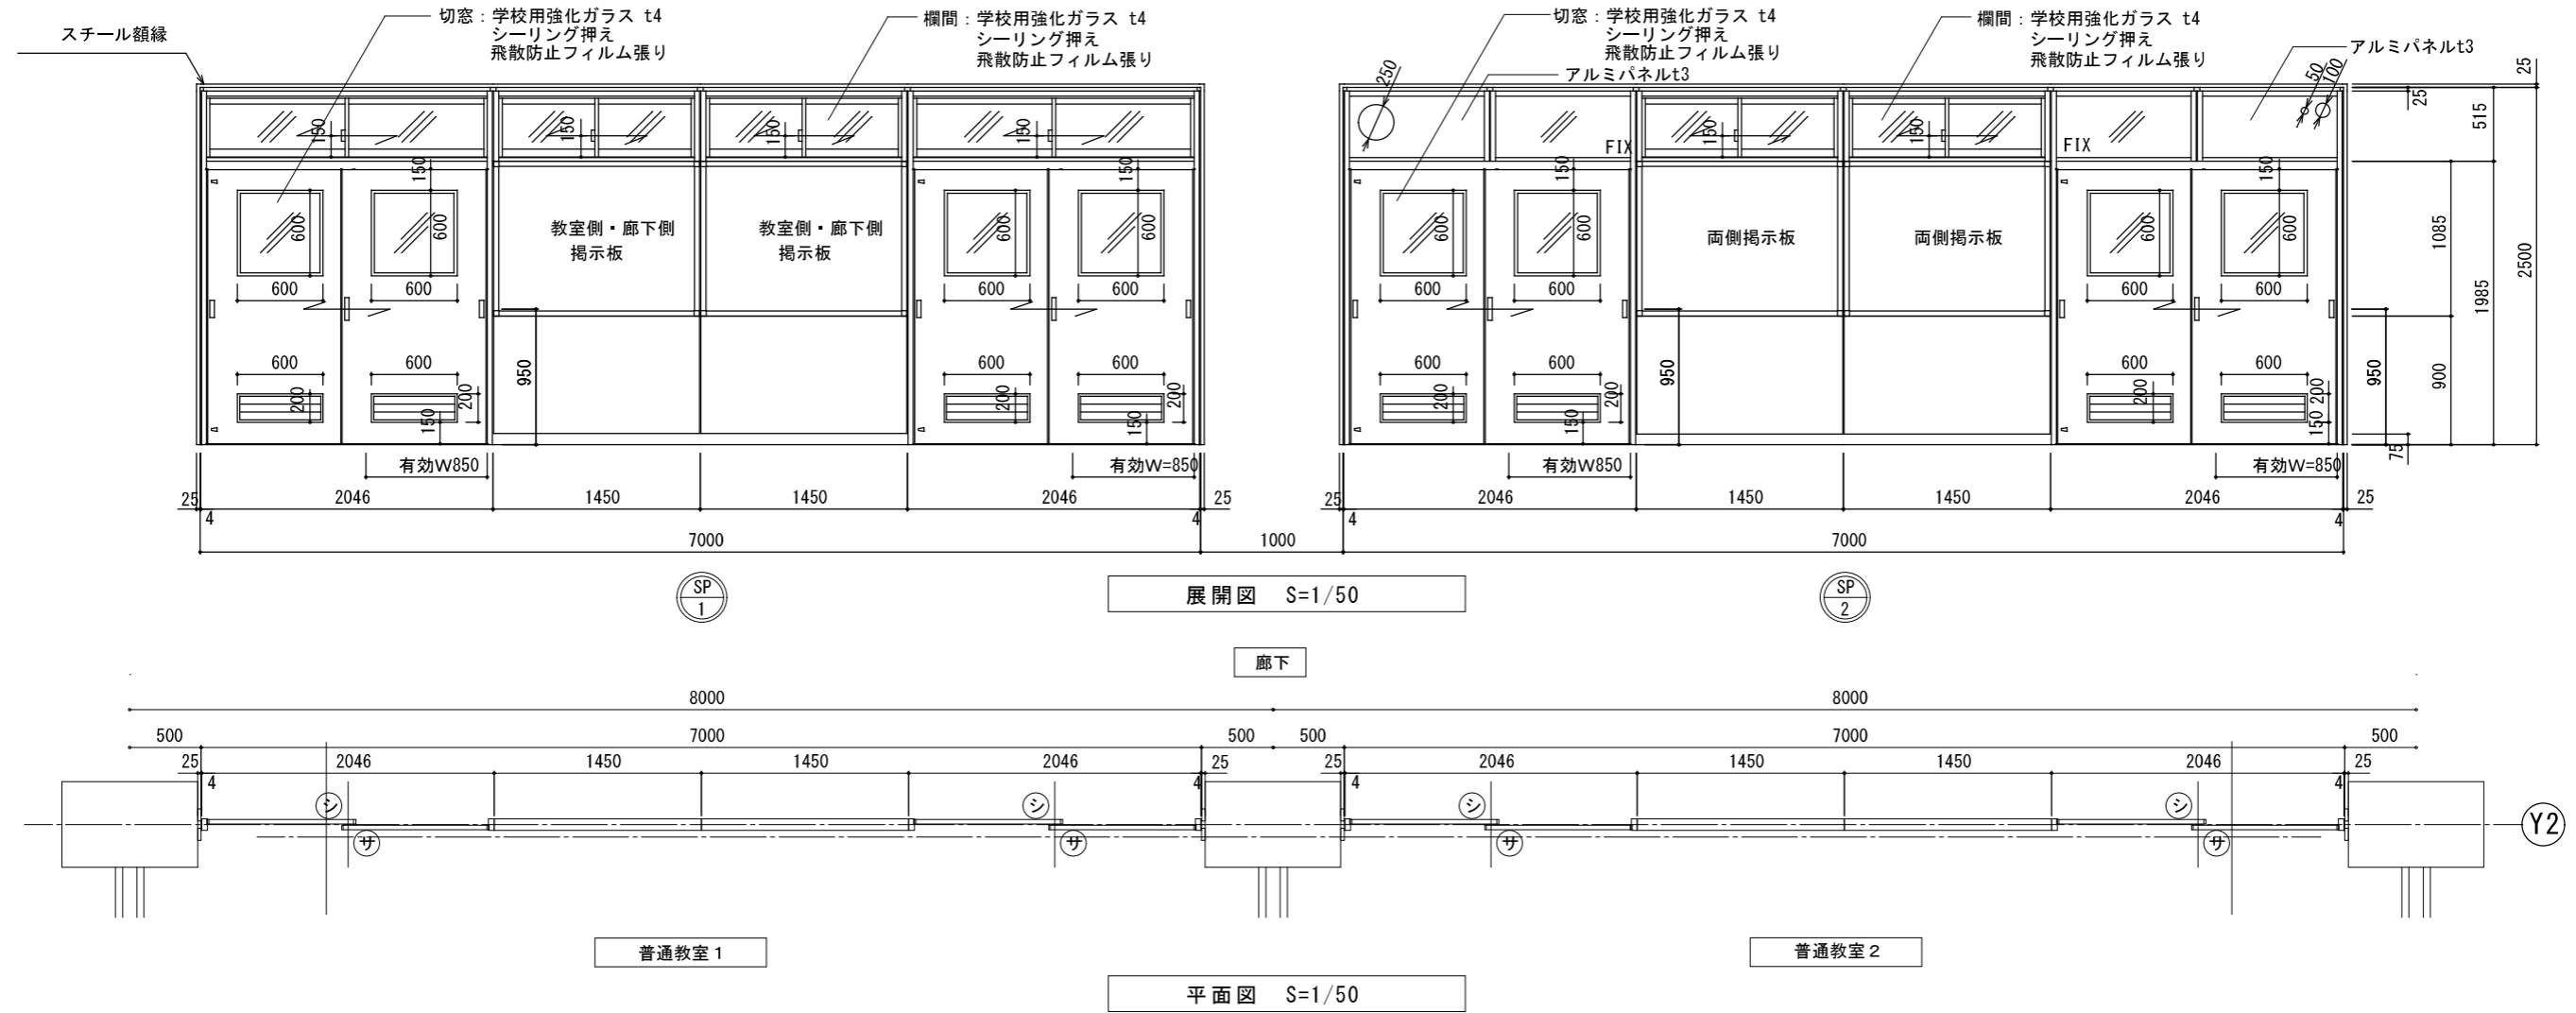 スチール額縁
切窓：学校用強化ガラス t4
シーリング押え
飛散防止フィルム張り
欄間：学校用強化ガラス t4
シーリング押え
飛散防止フィルム張り
切窓：学校用強化ガラス t4
シーリング押え
飛散防止フィルム張り
アルミパネルt3
欄間：学校用強化ガラス t4
シーリング押え
飛散防止フィルム張り
アルミパネルt3
250
50
100
25
25
150
150
150
150
FIX
150
150
FIX
515
150
150
150
150
600
600
教室側・廊下側
掲示板
教室側・廊下側
掲示板
600
600
600
600
両側掲示板
両側掲示板
600
600
1085
2500
1985
600
600
600
600
600
600
600
600
950
950
950
900
600
600
600
600
600
600
600
600
200
200
200
200
200
200
200
200
150
150
150
150
75
有効W850
有効W=850
有効W850
有効W=850
25
4
2046
1450
1450
2046
4
25
25
4
2046
1450
1450
2046
4
25
7000
1000
7000
SP
1
展開図 S=1/50
SP
2
廊下
8000
8000
500
7000
500
500
7000
500
25
4
2046
1450
1450
2046
4
25
25
4
2046
1450
1450
2046
4
25
シ
サ
シ
サ
シ
サ
シ
サ
Y2
普通教室1
普通教室2
平面図 S=1/50